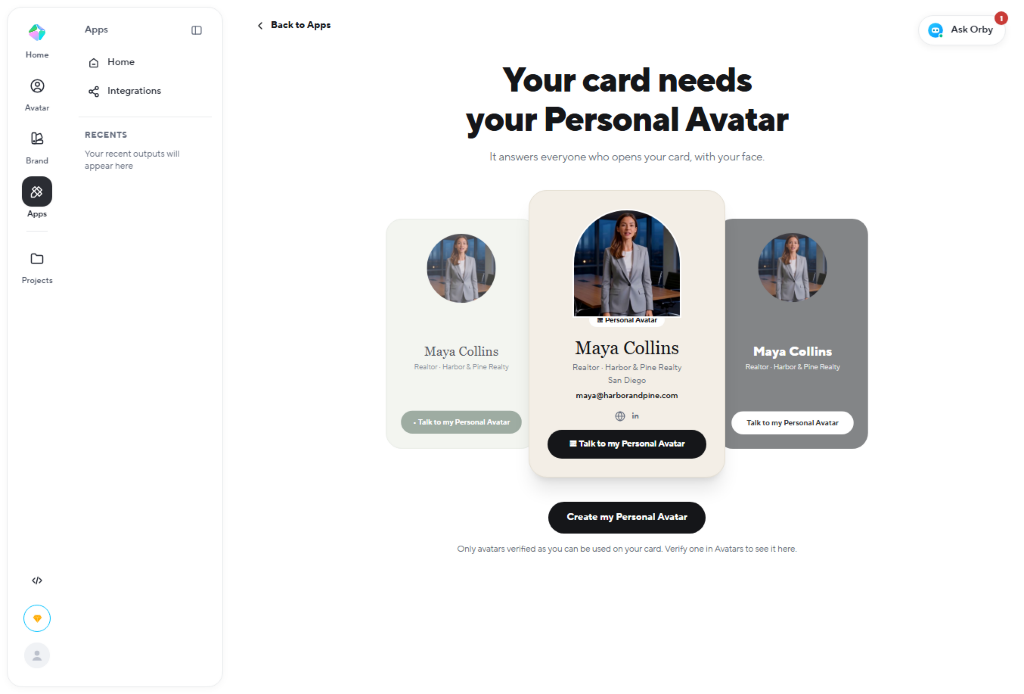 Home
Avatar
Brand
Apps
Projects
Apps
Home
Integrations
RECENTS
Your recent outputs will
appear here
Back to Apps
Ask Orby
1
Your card needs
your Personal Avatar
It answers everyone who opens your card, with your face.
Maya Collins
Realtor · Harbor & Pine Realty
Talk to my Personal Avatar
Personal Avatar
Maya Collins
Realtor · Harbor & Pine Realty
San Diego
maya@harborandpine.com
in
Talk to my Personal Avatar
Maya Collins
Realtor · Harbor & Pine Realty
Talk to my Personal Avatar
Create my Personal Avatar
Only avatars verified as you can be used on your card. Verify one in Avatars to see it here.